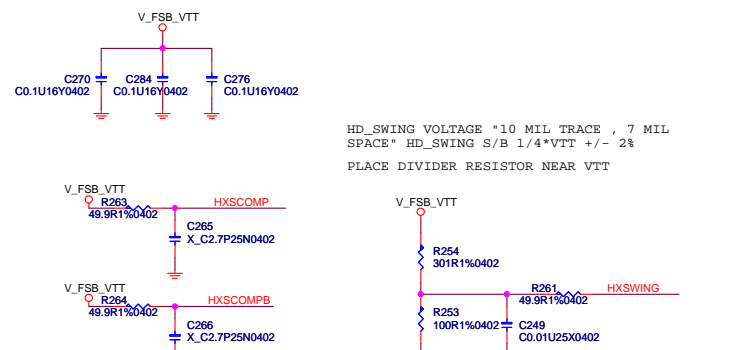 V_FSB_VTT
C270
C0.1U16Y0402
C284
C0.1U16Y0402
C276
C0.1U16Y0402
HD_SWING VOLTAGE "10 MIL TRACE , 7 MIL
SPACE" HD_SWING S/B 1/4*VTT +/- 2%
PLACE DIVIDER RESISTOR NEAR VTT
V_FSB_VTT
R263
49.9R1%0402
HXSCOMP
C265
X_C2.7P25N0402
V_FSB_VTT
R264
49.9R1%0402
HXSCOMPB
C266
X_C2.7P25N0402
V_FSB_VTT
R254
301R1%0402
R261
49.9R1%0402
HXSWING
R253
100R1%0402
C249
C0.01U25X0402